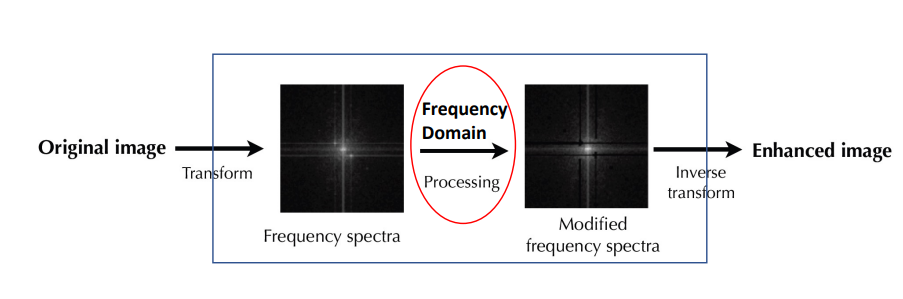 Original image
Transform
Frequency spectra
Frequency
Domain
Processing
Modified
frequency spectra
Inverse
transform
Enhanced image